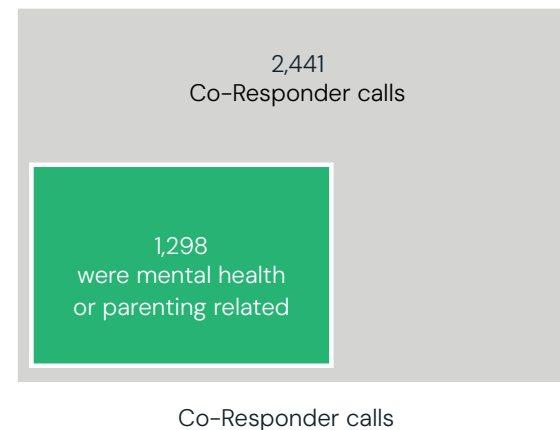 2,441
Co-Responder calls
1,298
were mental health
or parenting related
Co-Responder calls